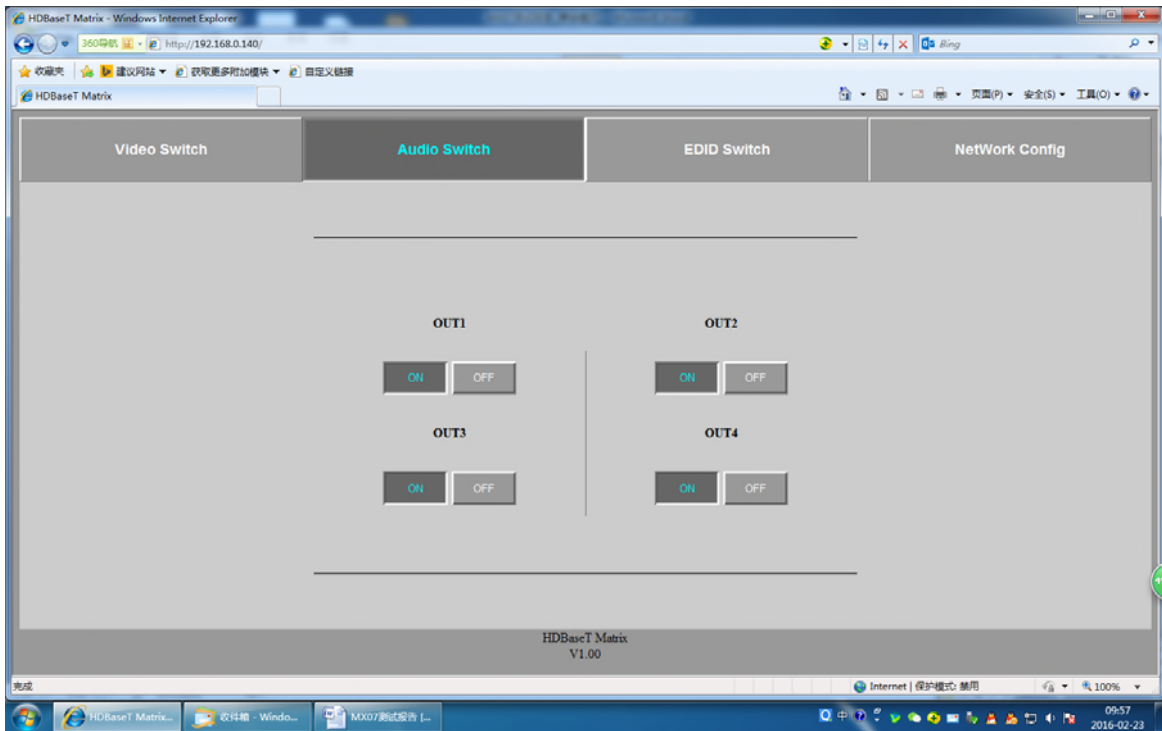 HDBaseT Matrix - Windows Internet Explorer
360导航 http://192.168.0.140/ Bing
收藏夹 建议网站 获取更多附加模块 自定义链接
HDBaseT Matrix 页面(P) 安全(S) 工具(O)
Video Switch Audio Switch EDID Switch NetWork Config
OUT1 OUT2
ON OFF ON OFF
OUT3 OUT4
ON OFF ON OFF
HDBaseT Matrix
V1.00
完成 Internet | 保护模式: 禁用 100%
HDBaseT Matrix... 收件箱 - Windo... MX07测试报告 [... 中 09:57
2016-02-23